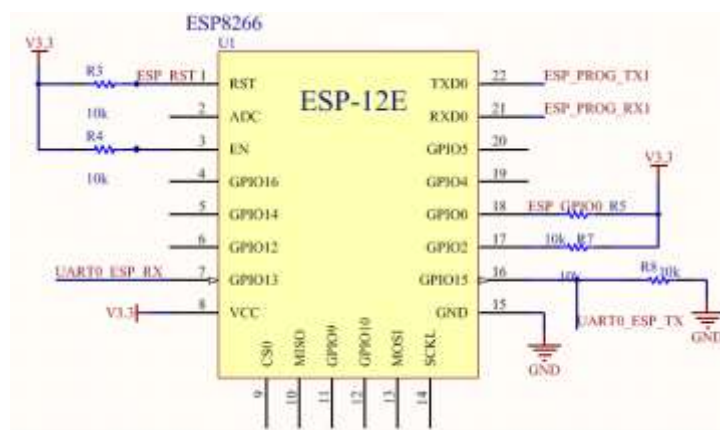 ESP8266
U1
ESP-12E
V3.3
R3
ESP_RST 1 RST
10k
2 ADC
R4
3 EN
10k
4 GPIO16
5 GPIO14
6 GPIO12
UART0_ESP_RX 7 GPIO13
V3.3 8 VCC
TXD0 22 ESP_PROG_TX1
RXD0 21 ESP_PROG_RX1
GPIO5 20
GPIO4 19
V3.3
GPIO0 18 ESP_GPIO0 R5
GPIO2 17 10k R7
GPIO15 16 10k R8 10k
GND 15
UART0_ESP_TX
GND
GND
CS0 MISO GPIO9 GPIO10 MOSI SCKL
9 10 11 12 13 14